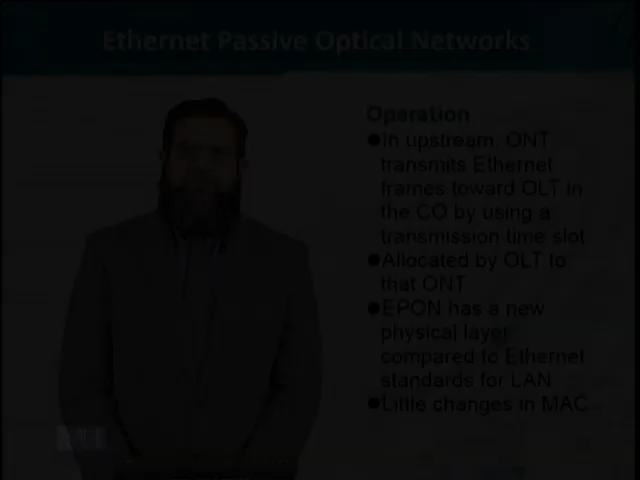 Ethernet Passive Optical Networks
Operation
●In upstream, ONT
transmits Ethernet
frames toward OLT in
the CO by using a
transmission time slot
●Allocated by OLT to
that ONT
●EPON has a new
physical layer
compared to Ethernet
standards for LAN
●Little changes in MAC